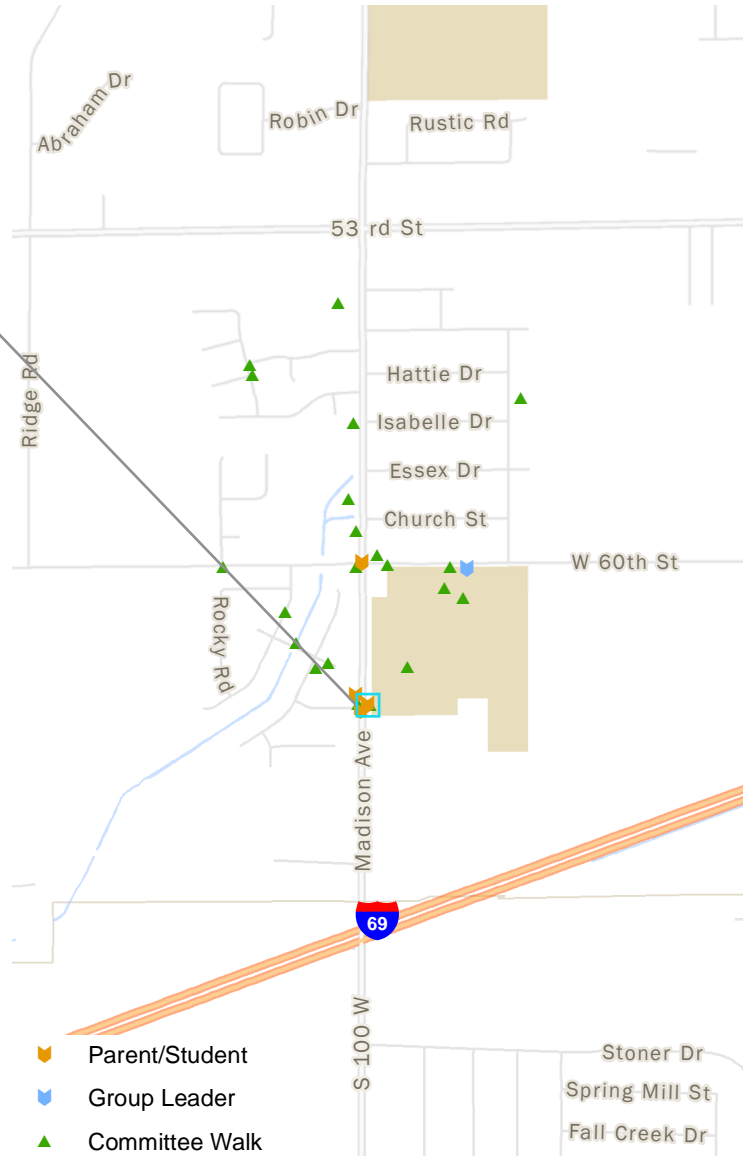 Abraham Dr
Robin Dr
Rustic Rd
53 rd St
Ridge Rd
Hattie Dr
Isabelle Dr
Essex Dr
Church St
W 60th St
Rocky Rd
Madison Ave
69
S 100 W
Parent/Student
Group Leader
Committee Walk
Stoner Dr
Spring Mill St
Fall Creek Dr